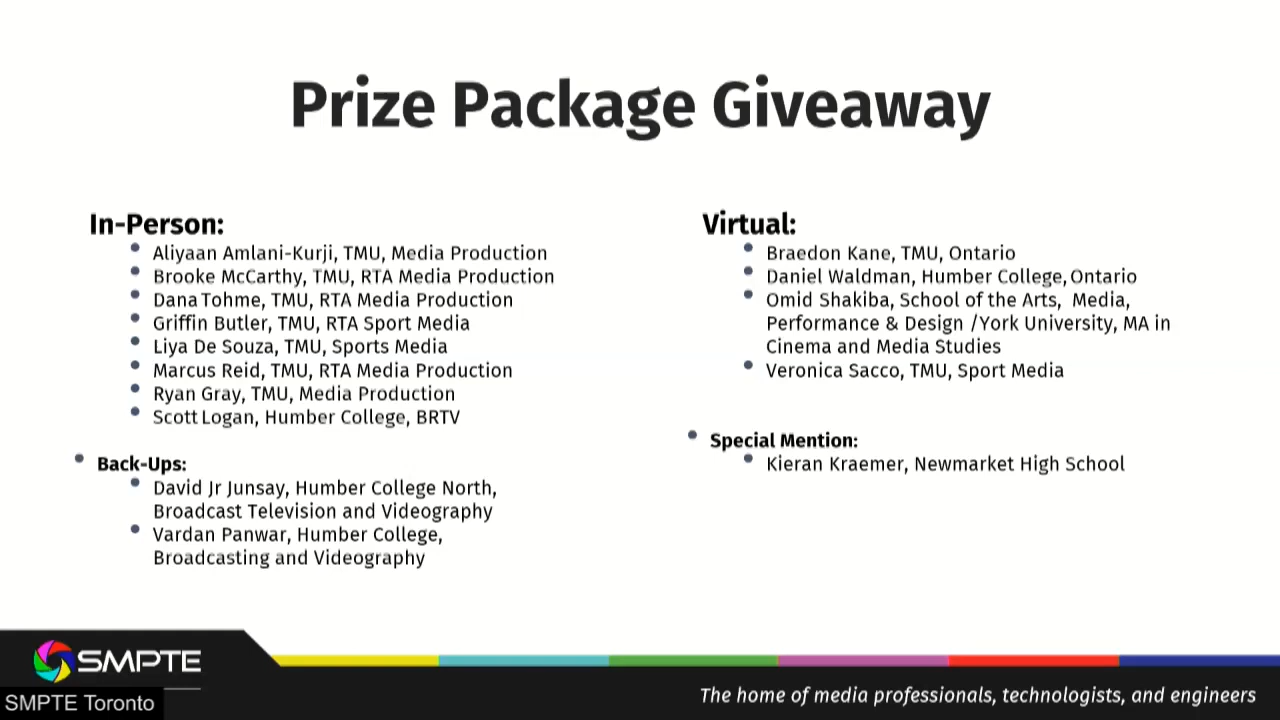 Prize Package Giveaway
In-Person:
Aliyaan Amlani-Kurji, TMU, Media Production
Brooke McCarthy, TMU, RTA Media Production
Dana Tohme, TMU, RTA Media Production
Griffin Butler, TMU, RTA Sport Media
Liya De Souza, TMU, Sports Media
Marcus Reid, TMU, RTA Media Production
Ryan Gray, TMU, Media Production
Scott Logan, Humber College, BRTV
Back-Ups:
David Jr Junsay, Humber College North,
Broadcast Television and Videography
Vardan Panwar, Humber College,
Broadcasting and Videography
Virtual:
Braedon Kane, TMU, Ontario
Daniel Waldman, Humber College, Ontario
Omid Shakiba, School of the Arts, Media,
Performance & Design /York University, MA in
Cinema and Media Studies
Veronica Sacco, TMU, Sport Media
Special Mention:
Kieran Kraemer, Newmarket High School
SMPTE
SMPTE Toronto
The home of media professionals, technologists, and engineers